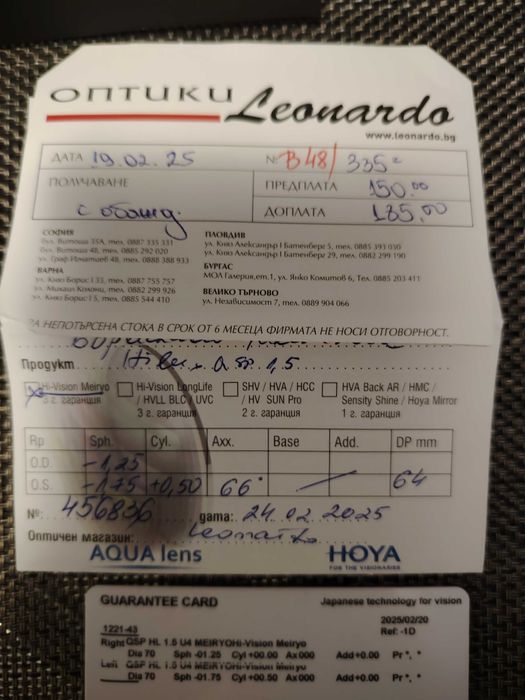 ОПТИКИ Leonardo
www.leonardo.bg
ДАТА 19.02.25 №: В48/335
ПОЛУЧАВАНЕ ПРЕДПЛАТА 150.00
с обажд. ДОПЛАТА 185,00
СОФИЯ
бул. Витоша 35А, тел. 0887 335 331
бул. Витоша 48, тел. 0885 292 020
ул. Граф Игнатиев 48, тел. 0888 388 933
ВАРНА
ул. Княз Борис I 33, тел. 0887 755 757
ул. Михаил Колони, тел. 0882 299 926
ул. Княз Борис I 5, тел. 0885 544 410
ПЛОВДИВ
ул. Княз Александър I Батенберг 5, тел. 0885 393 030
ул. Княз Александър I Батенберг 29, тел. 0882 299 190
БУРГАС
МОЛ Галерия,ет.1, ул. Янко Комитов 6, Тел. 0885 203 411
ВЕЛИКО ТЪРНОВО
ул. Независимост 7, тел. 0889 904 066
ЗА НЕПОТЪРСЕНА СТОКА В СРОК ОТ 6 МЕСЕЦА ФИРМАТА НЕ НОСИ ОТГОВОРНОСТ.
Продукт 1,5
Hi-Vision Meiryo
3 г. гаранция
Hi-Vision LongLife
/ HVLL BLC / UVC
3 г. гаранция
SHV / HVA / HCC
/ HV SUN Pro
2 г. гаранция
HVA Back AR / HMC /
Sensity Shine / Hoya Mirror
1 г. гаранция
Rp Sph. Cyl. Axx. Base Add. DP mm
O.D. -1,25
O.S. -1,75 +0,50 66° 64
№: 456836 дата: 24.02.2025
Оптичен магазин: Leonardo
AQUA lens HOYA
FOR THE VISIONARIES
GUARANTEE CARD Japanese technology for vision
2025/02/20
1221-43 Ref: -1D
Right GSP HL 1.5 U4 MEIRYOHi-Vision Meiryo
Dia 70 Sph -01.25 Cyl +00.00 Ax 000 Add +0.00 Pr *, *
Left GSP HL 1.5 U4 MEIRYOHi-Vision Meiryo
Dia 70 Sph -01.75 Cyl +00.50 Ax 066 Add +0.00 Pr *, *